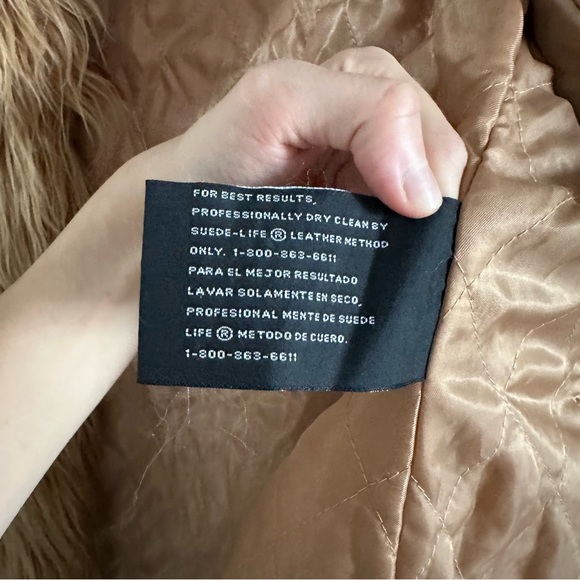 FOR BEST RESULTS,
PROFESSIONALLY DRY CLEAN BY
SUEDE-LIFE ® LEATHER METHOD
ONLY. 1-800-863-6611
PARA EL MEJOR RESULTADO
LAVAR SOLAMENTE EN SECO,
PROFESIONAL MENTE DE SUEDE
LIFE ® METODO DE CUERO.
1-800-863-6611